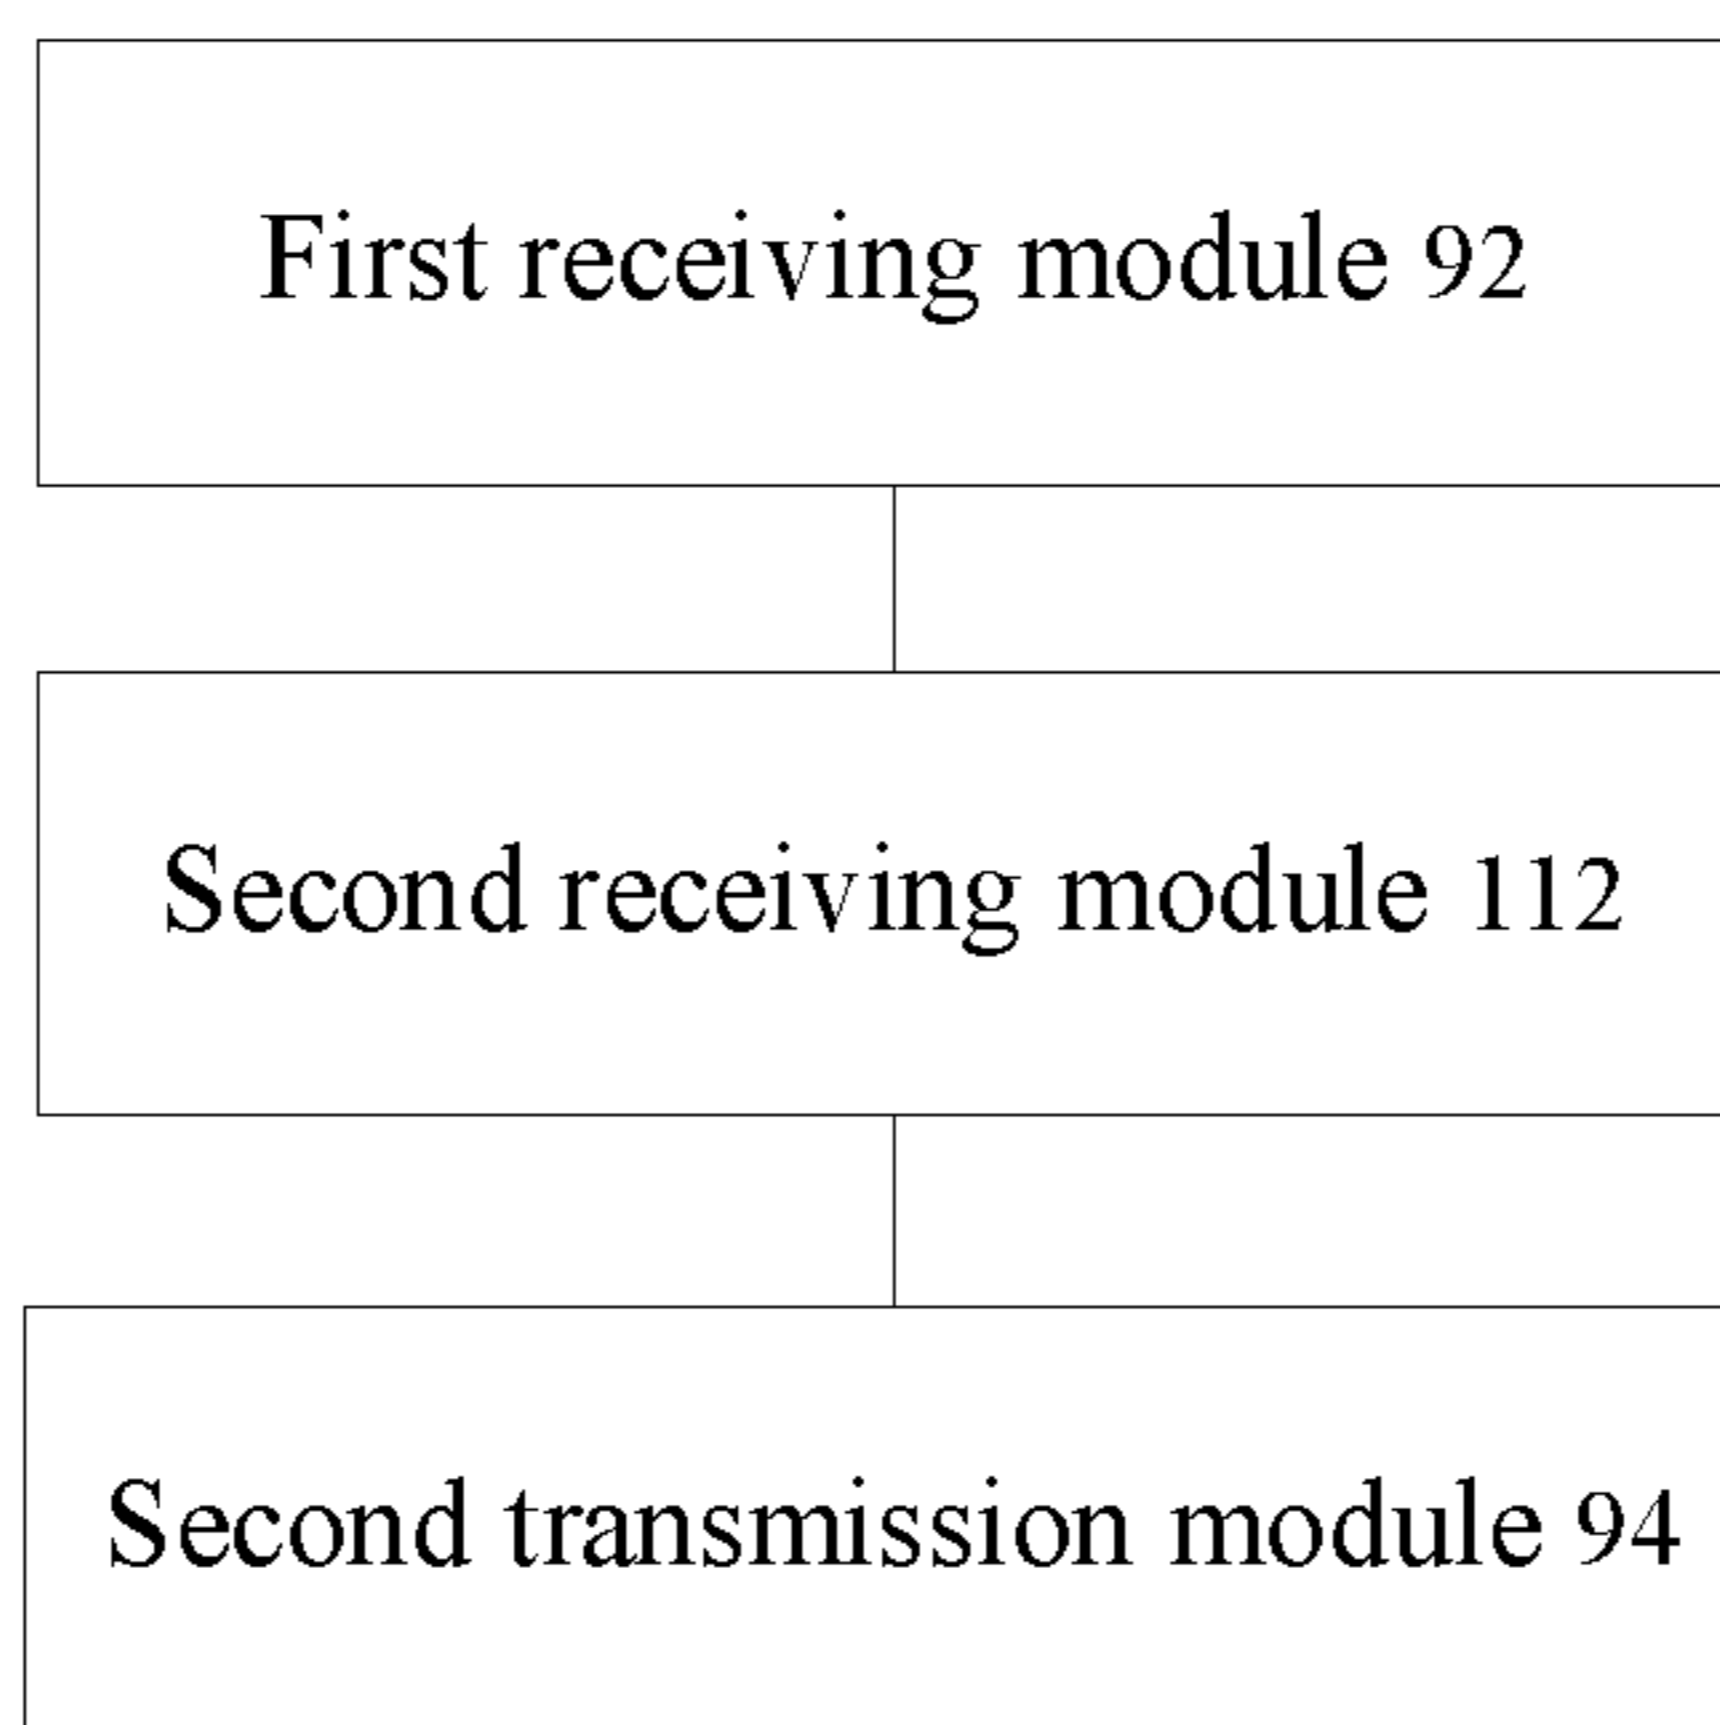 First receiving module 92
Second receiving module 112
Second transmission module 94